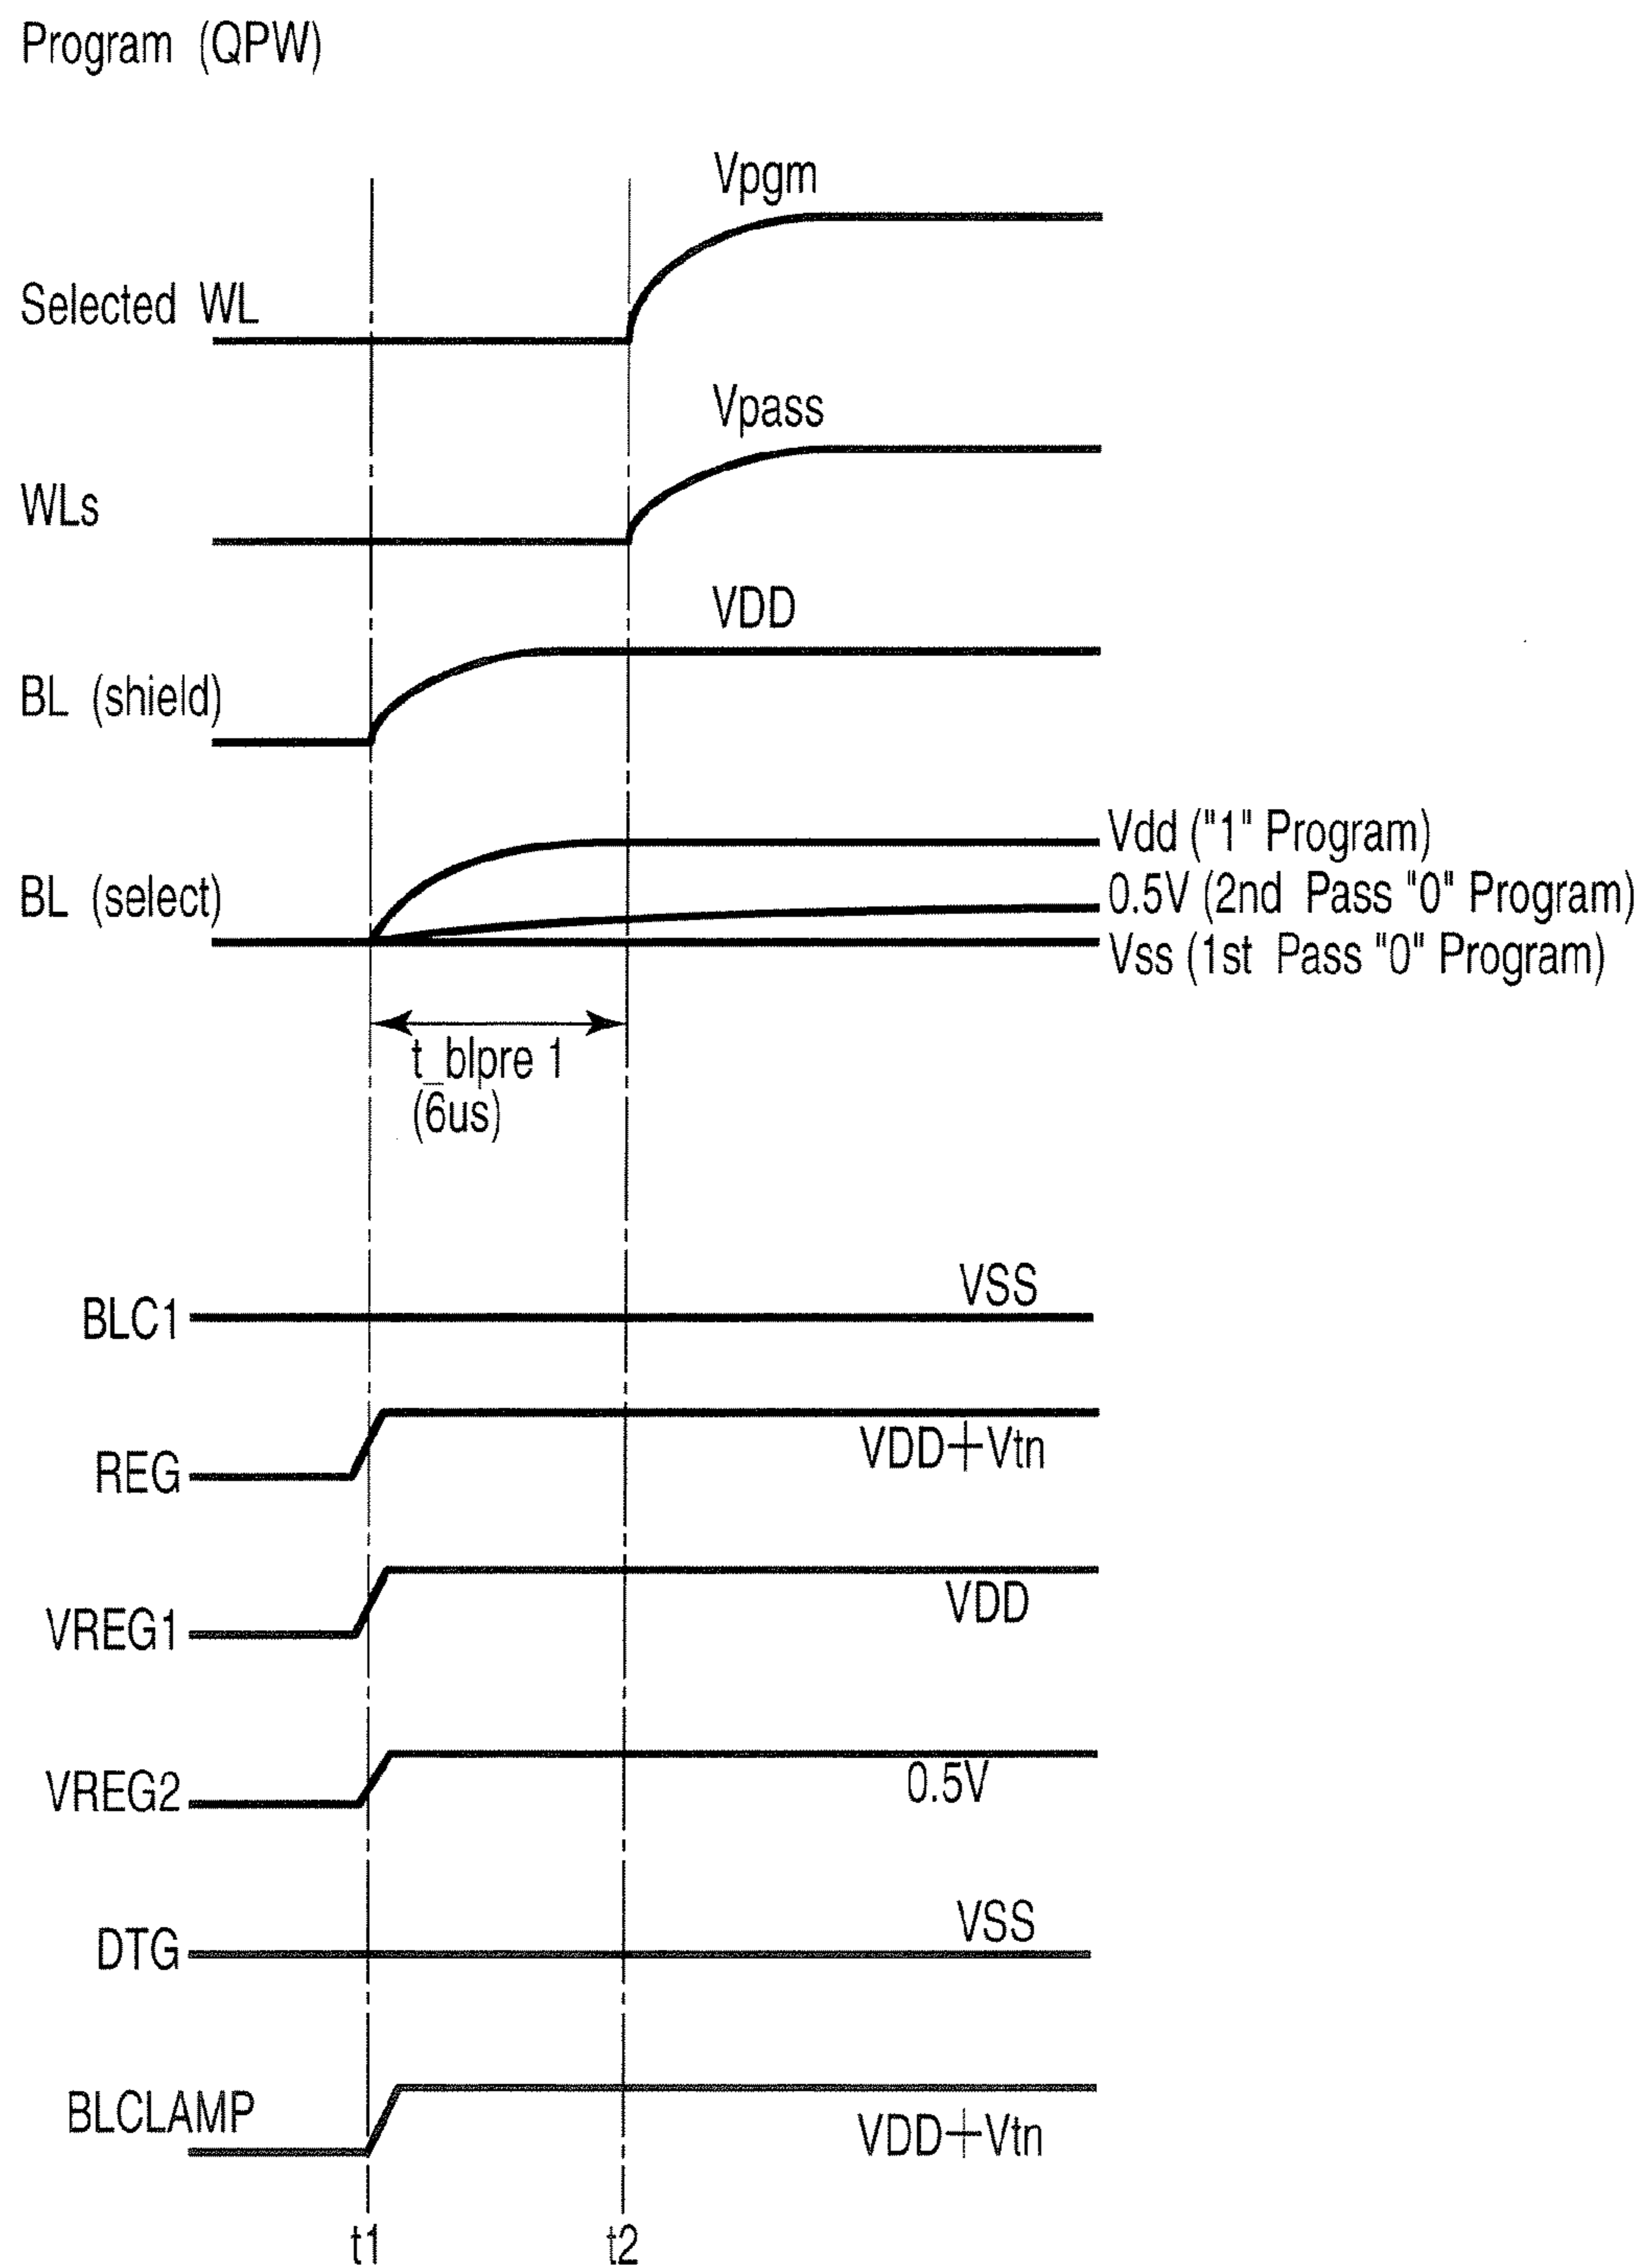 Program (QPW)
Vpgm
Selected WL
Vpass
WLs
VDD
BL (shield)
Vdd ("1" Program)
BL (select)
0.5V (2nd Pass "0" Program)
Vss (1st Pass "0" Program)
t_blpre 1
(6us)
VSS
BLC1
VDD+Vtn
REG
VDD
VREG1
0.5V
VREG2
VSS
DTG
BLCLAMP
VDD+Vtn
t1 t2